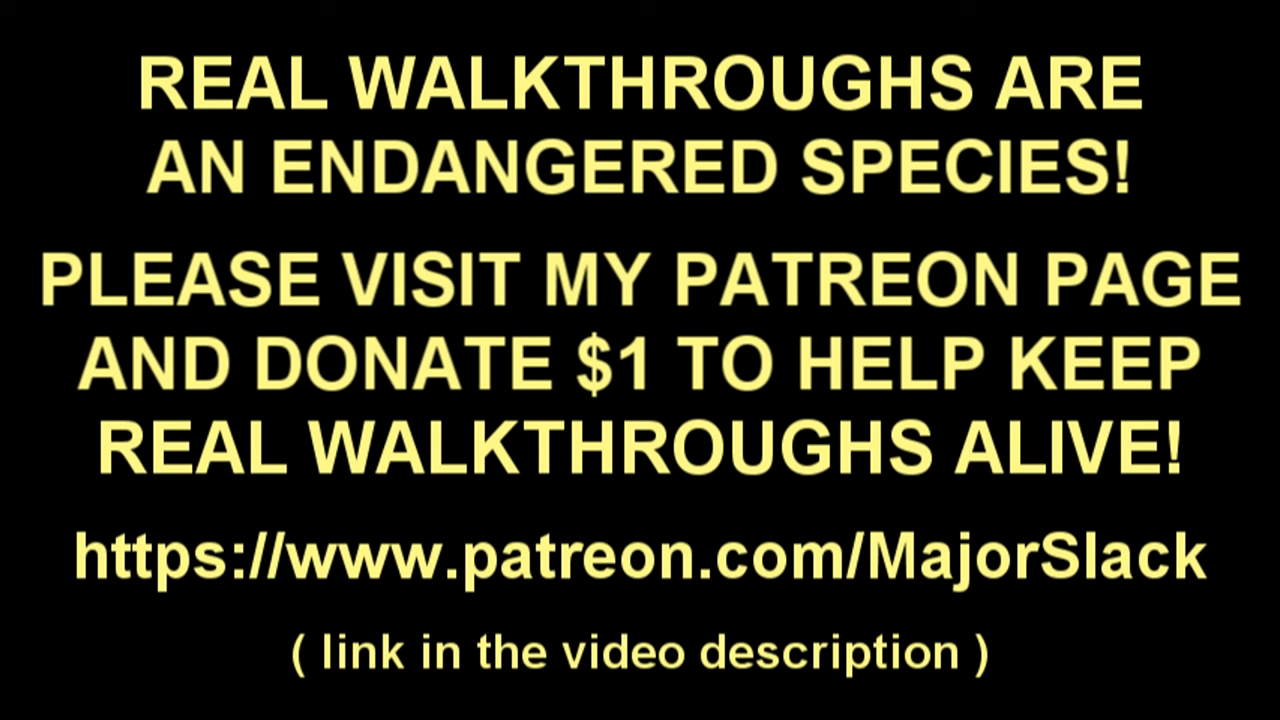 REAL WALKTHROUGHS ARE
AN ENDANGERED SPECIES!
PLEASE VISIT MY PATREON PAGE
AND DONATE $1 TO HELP KEEP
REAL WALKTHROUGHS ALIVE!
https://www.patreon.com/MajorSlack
( link in the video description )